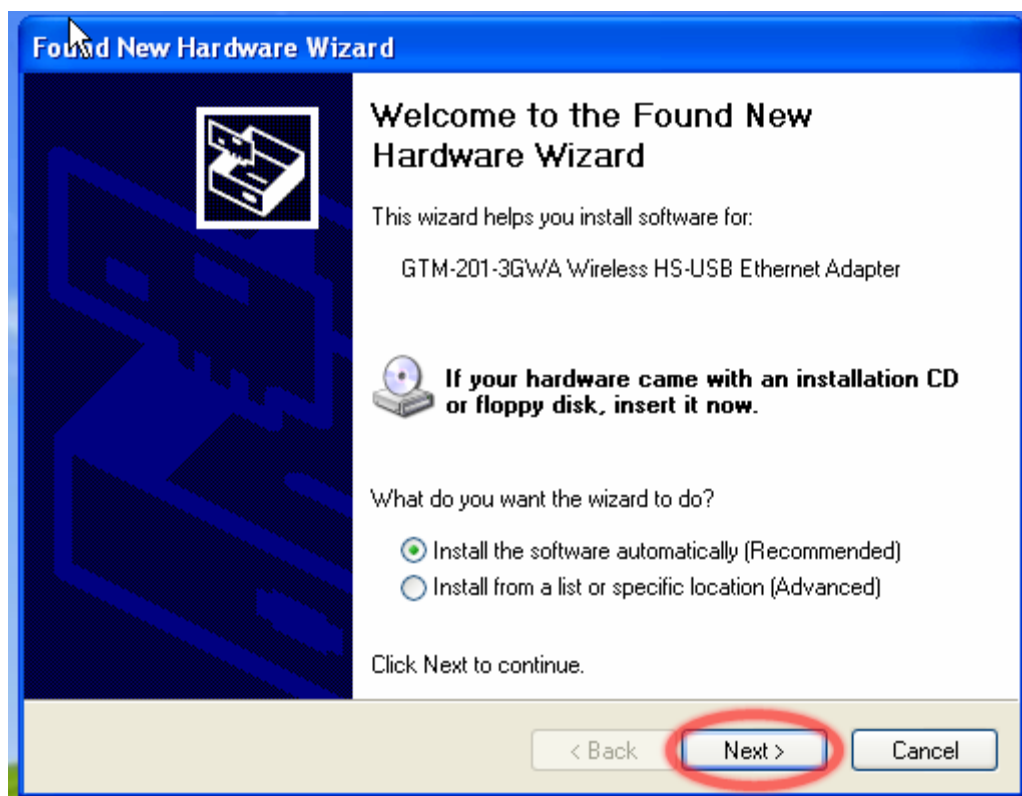 Found New Hardware Wizard
Welcome to the Found New
Hardware Wizard
This wizard helps you install software for:
GTM-201-3GWA Wireless HS-USB Ethernet Adapter
If your hardware came with an installation CD
or floppy disk, insert it now.
What do you want the wizard to do?
Install the software automatically (Recommended)
Install from a list or specific location (Advanced)
Click Next to continue.
< Back Next > Cancel